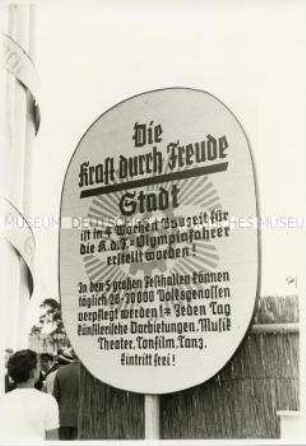 Die
Kraft durch Freude
Stadt
ist in 4 Wochen Bauzeit für
die K.d.F.=Olympiafahrer
erstellt worden!
In den 5 großen Festhallen können
täglich 20-30000 Volksgenossen
verpflegt werden!=Jeden Tag
künstlerische Darbietungen, Musik
Theater, Tonfilm, Tanz.
Eintritt frei!